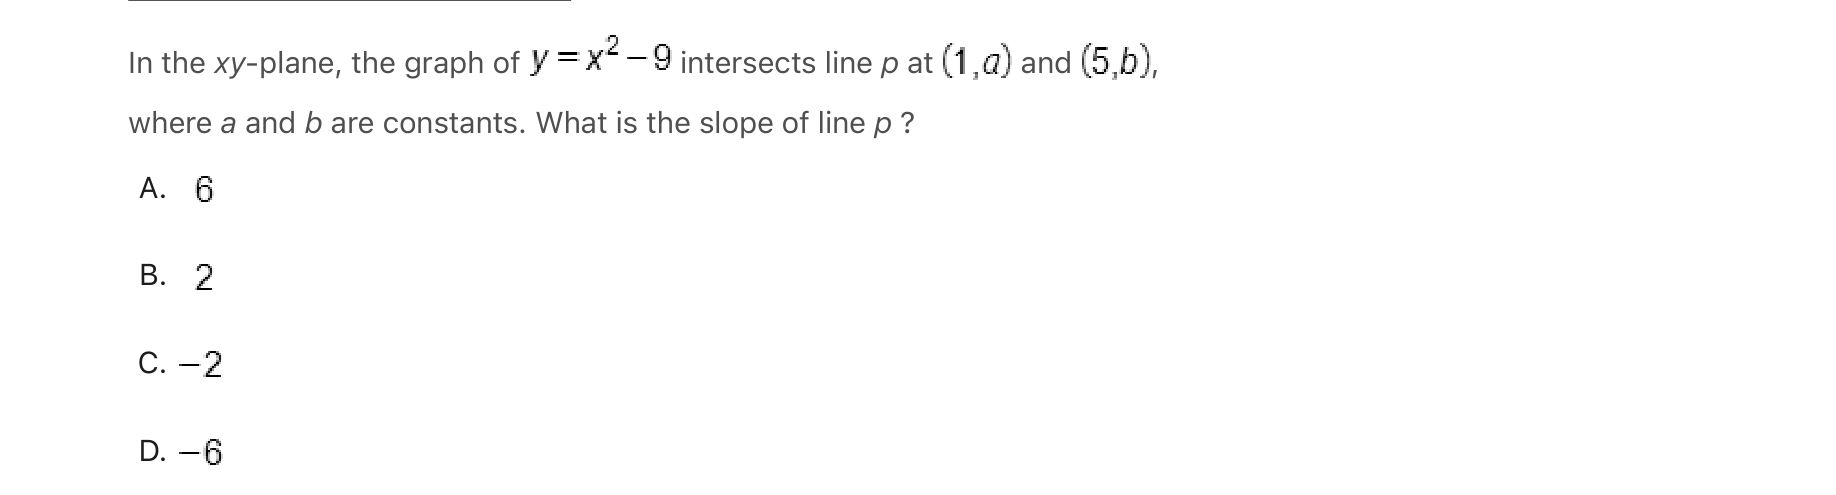 In the xy-plane, the graph of y = x² − 9 intersects line p at (1,a) and (5,b),
where a and b are constants. What is the slope of line p ?
A. 6
B. 2
C. −2
D. −6